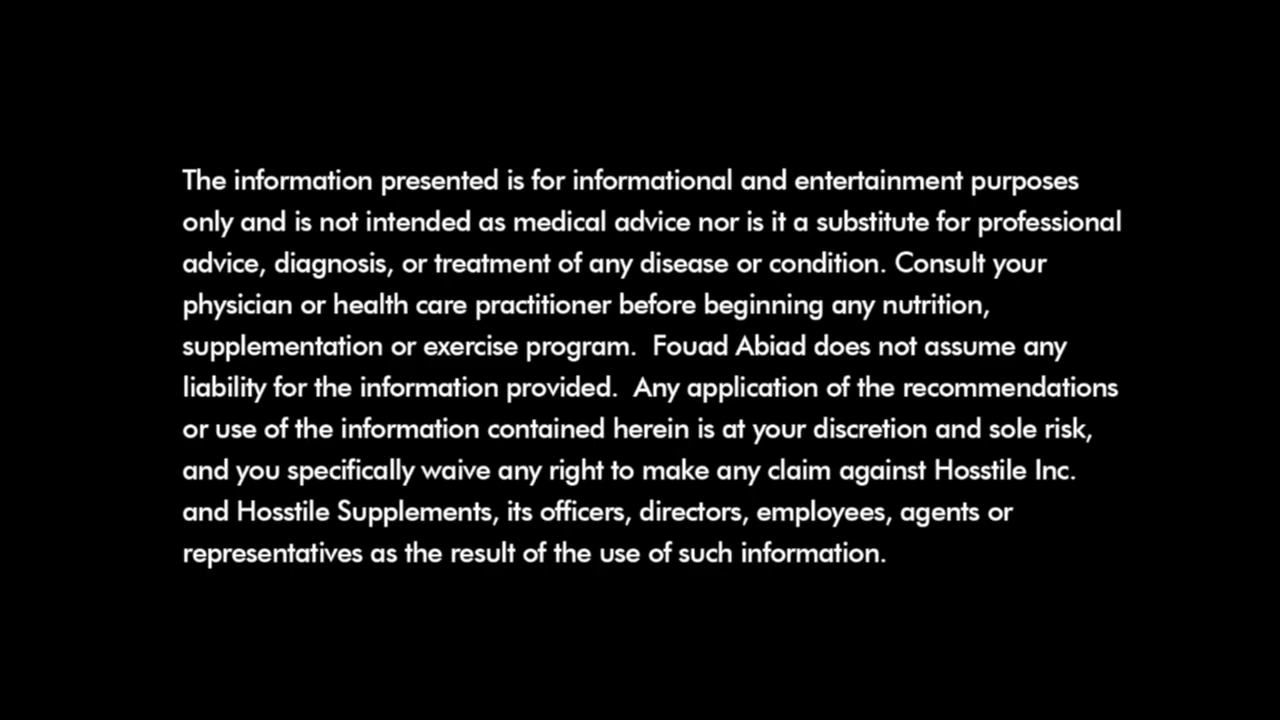 The information presented is for informational and entertainment purposes
only and is not intended as medical advice nor is it a substitute for professional
advice, diagnosis, or treatment of any disease or condition. Consult your
physician or health care practitioner before beginning any nutrition,
supplementation or exercise program.  Fouad Abiad does not assume any
liability for the information provided.  Any application of the recommendations
or use of the information contained herein is at your discretion and sole risk,
and you specifically waive any right to make any claim against Hosstile Inc.
and Hosstile Supplements, its officers, directors, employees, agents or
representatives as the result of the use of such information.